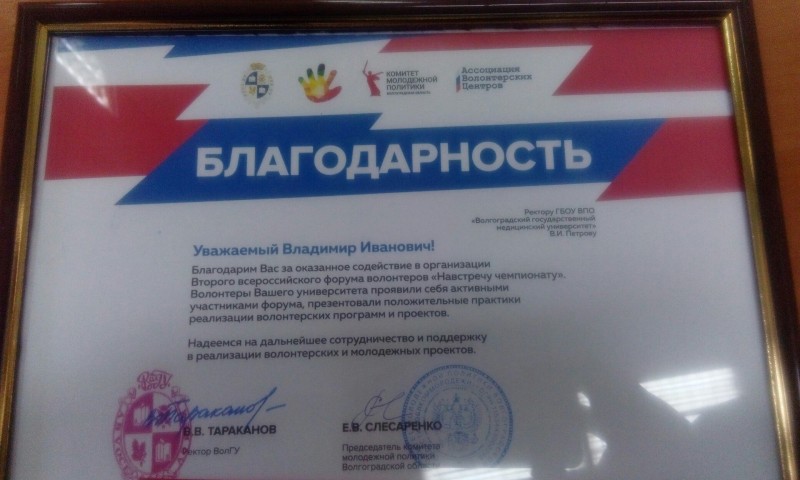 КОМИТЕТ
МОЛОДЕЖНОЙ
ПОЛИТИКИ
ВОЛГОГРАДСКОЙ ОБЛАСТИ
Ассоциация
Волонтерских
Центров
БЛАГОДАРНОСТЬ
Ректору ГБОУ ВПО
«Волгоградский государственный
медицинский университет»
В.И. Петрову
Уважаемый Владимир Иванович!
Благодарим Вас за оказанное содействие в организации
Второго всероссийского форума волонтеров «Навстречу чемпионату».
Волонтеры Вашего университета проявили себя активными
участниками форума, презентовали положительные практики
реализации волонтерских программ и проектов.
Надеемся на дальнейшее сотрудничество и поддержку
в реализации волонтерских и молодежных проектов.
В.В. ТАРАКАНОВ
Ректор ВолГУ
Е.В. СЛЕСАРЕНКО
Председатель комитета
молодежной политики
Волгоградской области